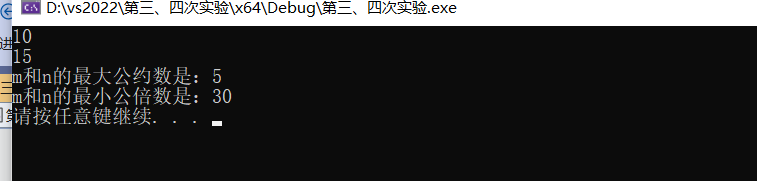 D:\vs2022\第三、四次实验\x64\Debug\第三、四次实验.exe
10
15
m和n的最大公约数是：5
m和n的最小公倍数是：30
请按任意键继续. . .